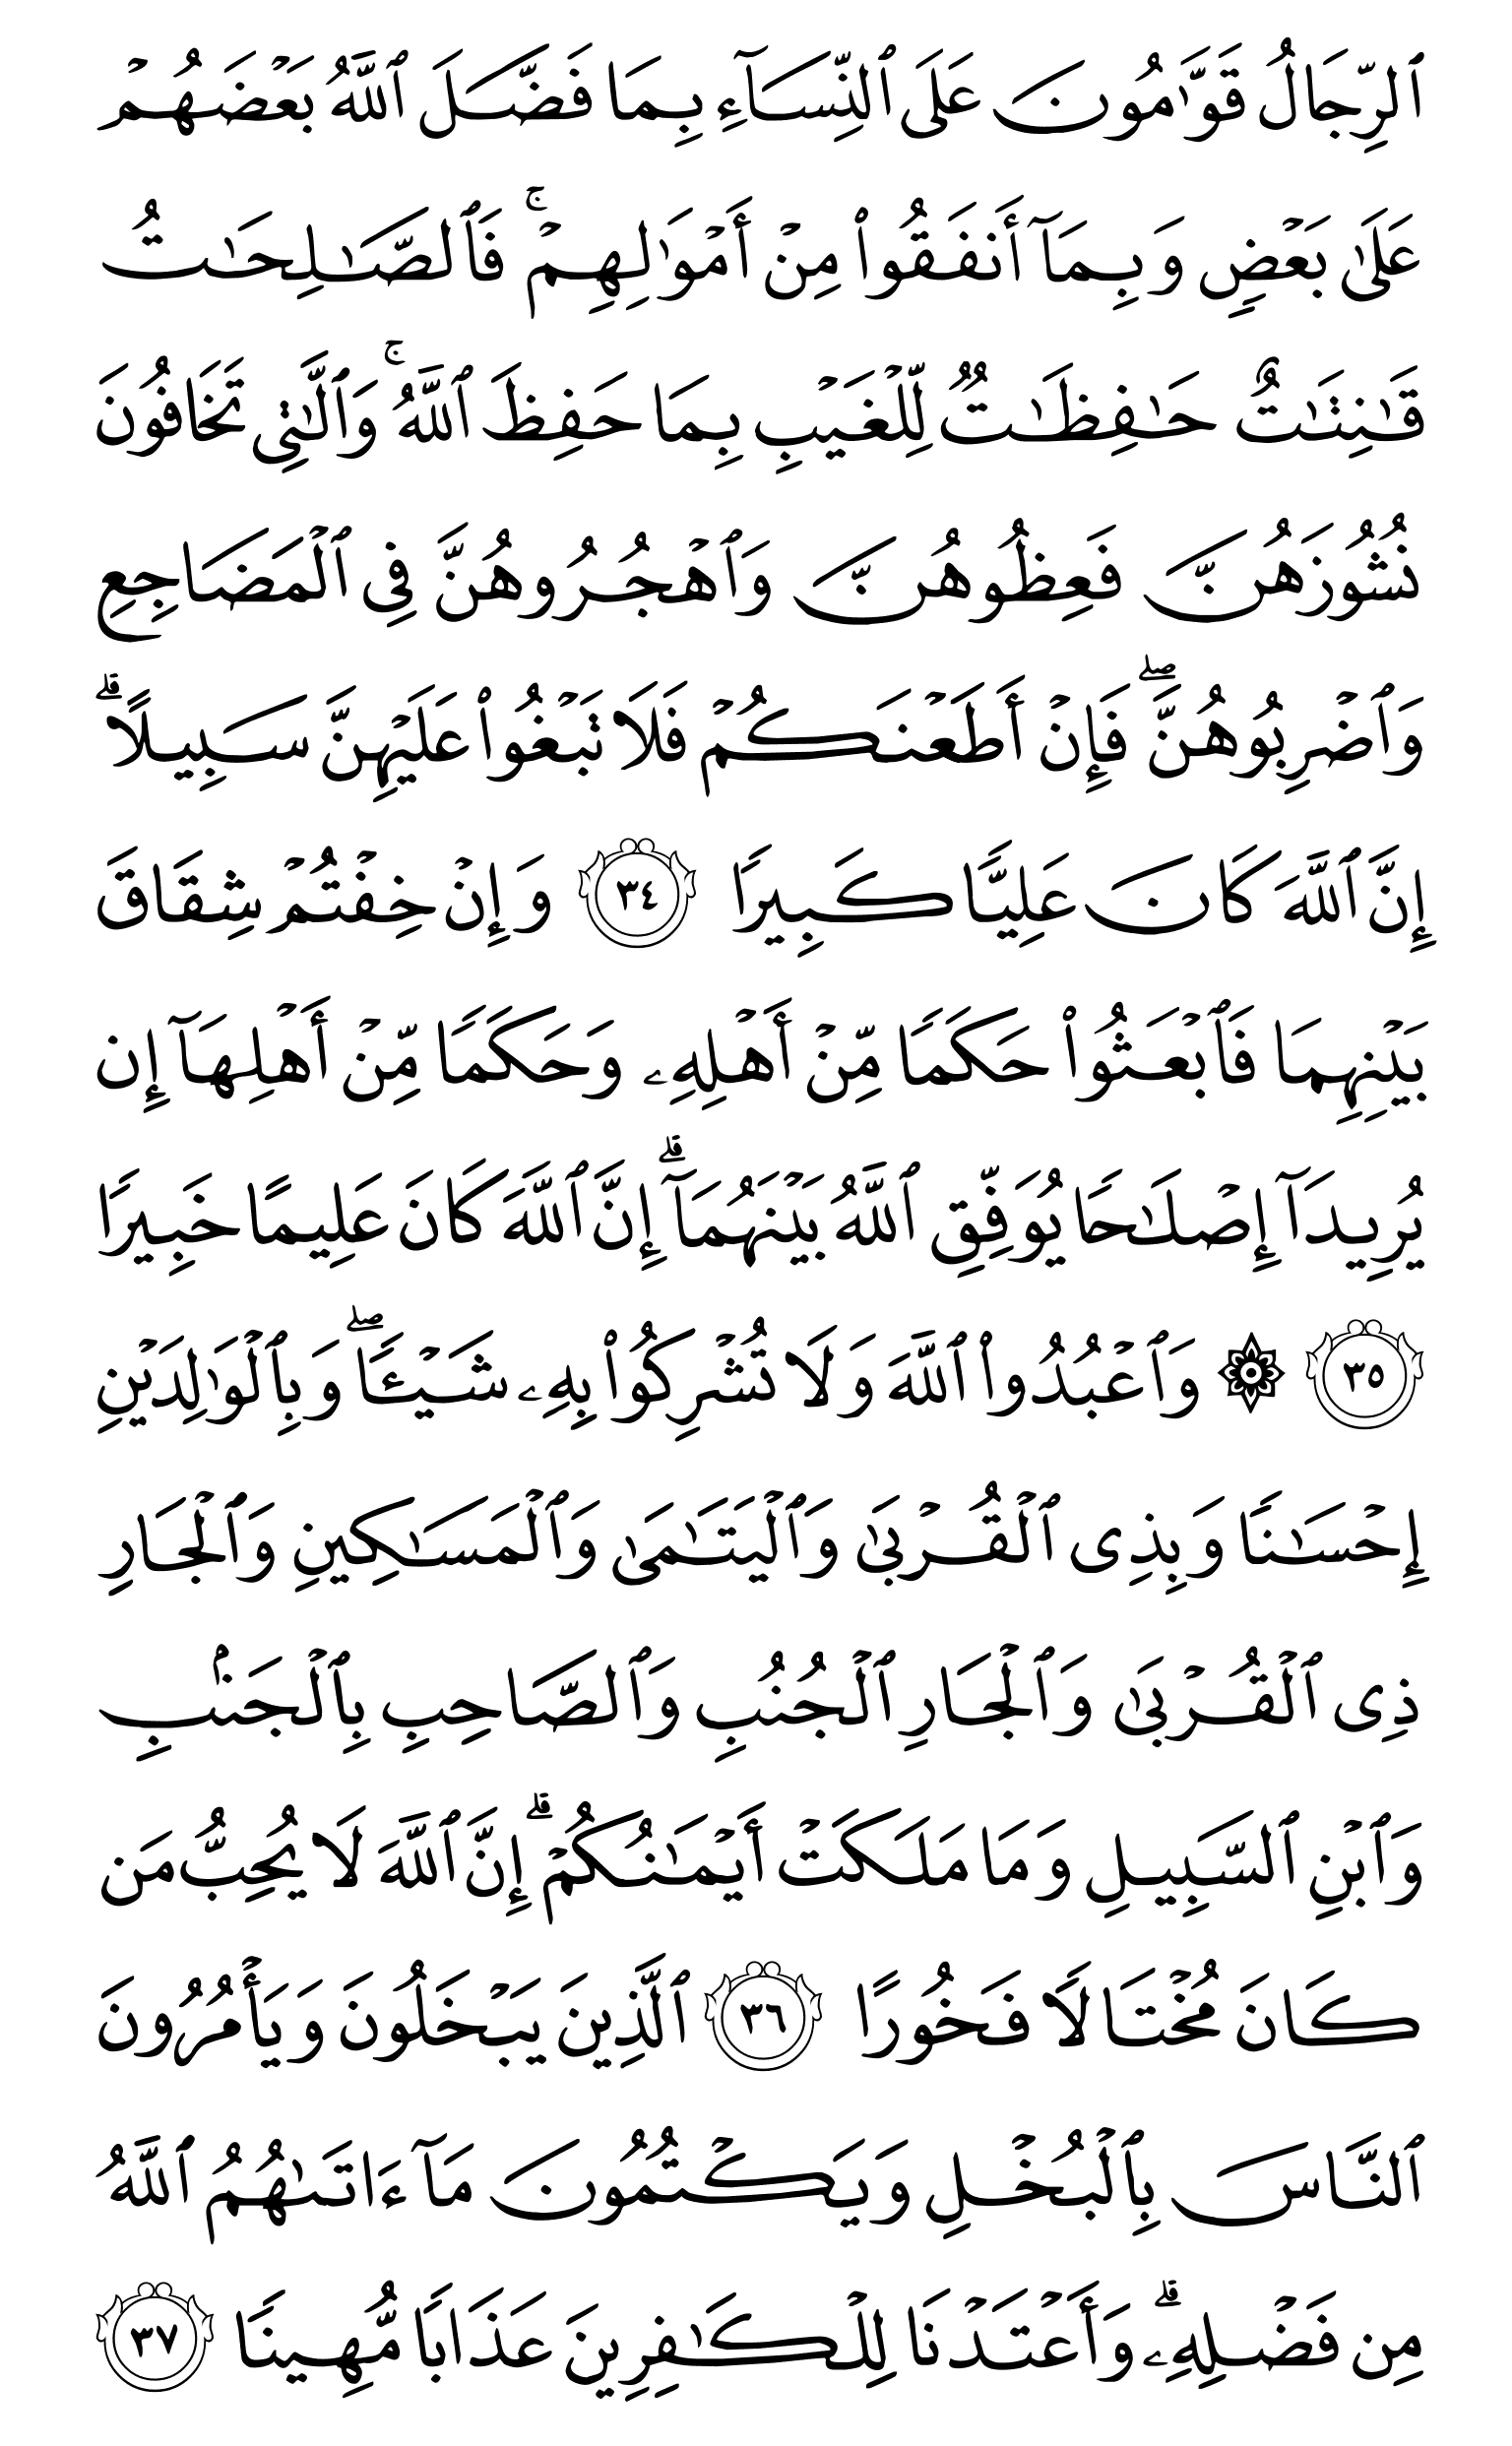 ٱلرِّجَالُ قَوَّٰمُونَ عَلَى ٱلنِّسَآءِ بِمَا فَضَّلَ ٱللَّهُ بَعۡضَهُمۡ
عَلَىٰ بَعۡضٖ وَبِمَآ أَنفَقُواْ مِنۡ أَمۡوَٰلِهِمۡۚ فَٱلصَّٰلِحَٰتُ
قَٰنِتَٰتٌ حَٰفِظَٰتٞ لِّلۡغَيۡبِ بِمَا حَفِظَ ٱللَّهُۚ وَٱلَّٰتِي تَخَافُونَ
نُشُوزَهُنَّ فَعِظُوهُنَّ وَٱهۡجُرُوهُنَّ فِي ٱلۡمَضَاجِعِ
وَٱضۡرِبُوهُنَّۖ فَإِنۡ أَطَعۡنَكُمۡ فَلَا تَبۡغُواْ عَلَيۡهِنَّ سَبِيلًاۗ
إِنَّ ٱللَّهَ كَانَ عَلِيّٗا كَبِيرٗا ٣٤ وَإِنۡ خِفۡتُمۡ شِقَاقَ
بَيۡنِهِمَا فَٱبۡعَثُواْ حَكَمٗا مِّنۡ أَهۡلِهِۦ وَحَكَمٗا مِّنۡ أَهۡلِهَآ إِن
يُرِيدَآ إِصۡلَٰحٗا يُوَفِّقِ ٱللَّهُ بَيۡنَهُمَآۗ إِنَّ ٱللَّهَ كَانَ عَلِيمًا خَبِيرٗا
٣٥ ۞ وَٱعۡبُدُواْ ٱللَّهَ وَلَا تُشۡرِكُواْ بِهِۦ شَيۡـٔٗاۖ وَبِٱلۡوَٰلِدَيۡنِ
إِحۡسَٰنٗا وَبِذِي ٱلۡقُرۡبَىٰ وَٱلۡيَتَٰمَىٰ وَٱلۡمَسَٰكِينِ وَٱلۡجَارِ
ذِي ٱلۡقُرۡبَىٰ وَٱلۡجَارِ ٱلۡجُنُبِ وَٱلصَّاحِبِ بِٱلۡجَنۢبِ
وَٱبۡنِ ٱلسَّبِيلِ وَمَا مَلَكَتۡ أَيۡمَٰنُكُمۡۗ إِنَّ ٱللَّهَ لَا يُحِبُّ مَن
كَانَ مُخۡتَالٗا فَخُورًا ٣٦ ٱلَّذِينَ يَبۡخَلُونَ وَيَأۡمُرُونَ
ٱلنَّاسَ بِٱلۡبُخۡلِ وَيَكۡتُمُونَ مَآ ءَاتَىٰهُمُ ٱللَّهُ
مِن فَضۡلِهِۦۗ وَأَعۡتَدۡنَا لِلۡكَٰفِرِينَ عَذَابٗا مُّهِينٗا ٣٧